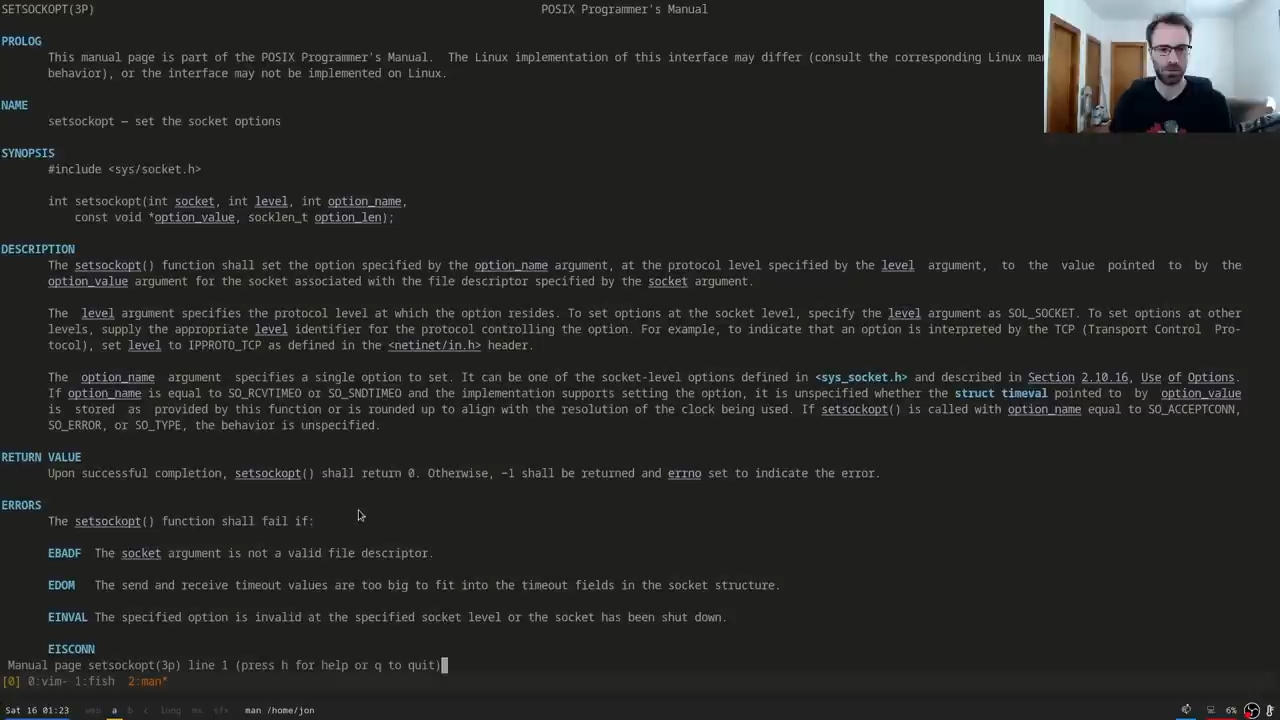 SETSOCKOPT(3P) POSIX Programmer's Manual
PROLOG
This manual page is part of the POSIX Programmer's Manual. The Linux implementation of this interface may differ (consult the corresponding Linux
behavior), or the interface may not be implemented on Linux.
NAME
setsockopt — set the socket options
SYNOPSIS
#include <sys/socket.h>
int setsockopt(int socket, int level, int option_name,
const void *option_value, socklen_t option_len);
DESCRIPTION
The setsockopt() function shall set the option specified by the option_name argument, at the protocol level specified by the level argument, to the value pointed to by the
option_value argument for the socket associated with the file descriptor specified by the socket argument.
The level argument specifies the protocol level at which the option resides. To set options at the socket level, specify the level argument as SOL_SOCKET. To set options at other
levels, supply the appropriate level identifier for the protocol controlling the option. For example, to indicate that an option is interpreted by the TCP (Transport Control Pro-
tocol), set level to IPPROTO_TCP as defined in the <netinet/in.h> header.
The option_name argument specifies a single option to set. It can be one of the socket-level options defined in <sys_socket.h> and described in Section 2.10.16, Use of Options.
If option_name is equal to SO_RCVTIMEO or SO_SNDTIMEO and the implementation supports setting the option, it is unspecified whether the struct timeval pointed to by option_value
is stored as provided by this function or is rounded up to align with the resolution of the clock being used. If setsockopt() is called with option_name equal to SO_ACCEPTCONN,
SO_ERROR, or SO_TYPE, the behavior is unspecified.
RETURN VALUE
Upon successful completion, setsockopt() shall return 0. Otherwise, −1 shall be returned and errno set to indicate the error.
ERRORS
The setsockopt() function shall fail if:
EBADF The socket argument is not a valid file descriptor.
EDOM The send and receive timeout values are too big to fit into the timeout fields in the socket structure.
EINVAL The specified option is invalid at the specified socket level or the socket has been shut down.
EISCONN
Manual page setsockopt(3p) line 1 (press h for help or q to quit)
[0] 0:vim- 1:fish 2:man*
Sat 16 01:23 web a b c lung ms sfx man /home/jon 6%